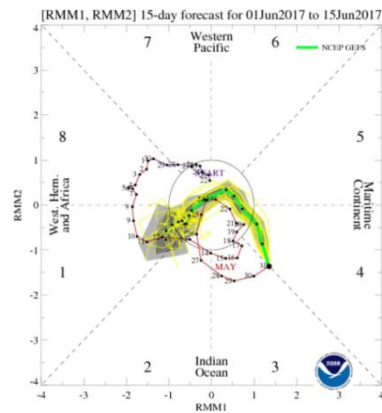 [RMM1, RMM2] 15-day forecast for 01Jun2017 to 15Jun2017
7
Western
Pacific
6
NCEP GEFS
8
5
START
22
West. Hem.
and Africa
Maritime
Continent
RMM2
RMM1
1
4
MAY
2
Indian
Ocean
3
4
3
2
1
0
-1
-2
-3
-4
-4
-3
-2
-1
0
1
2
3
4